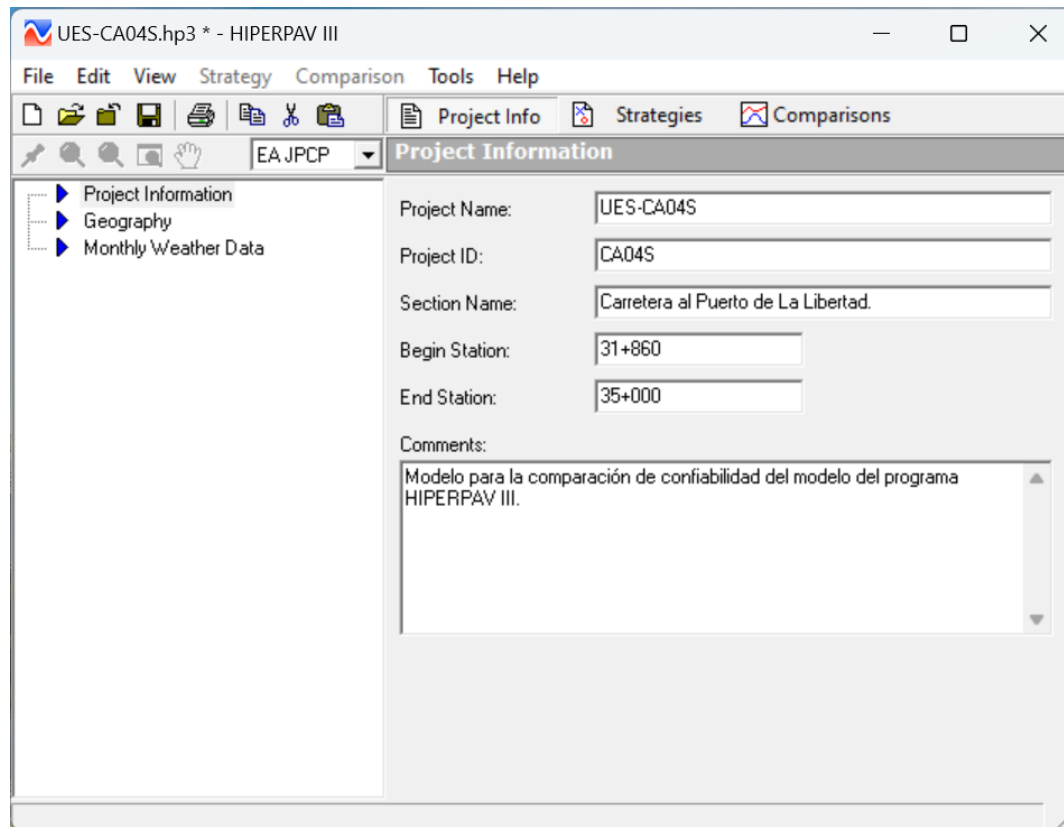 UES-CA04S.hp3 * - HIPERPAV III
File Edit View Strategy Comparison Tools Help
Project Info Strategies Comparisons
EA JPCP Project Information
Project Information
Geography
Monthly Weather Data
Project Name: UES-CA04S
Project ID: CA04S
Section Name: Carretera al Puerto de La Libertad.
Begin Station: 31+860
End Station: 35+000
Comments:
Modelo para la comparación de confiabilidad del modelo del programa
HIPERPAV III.